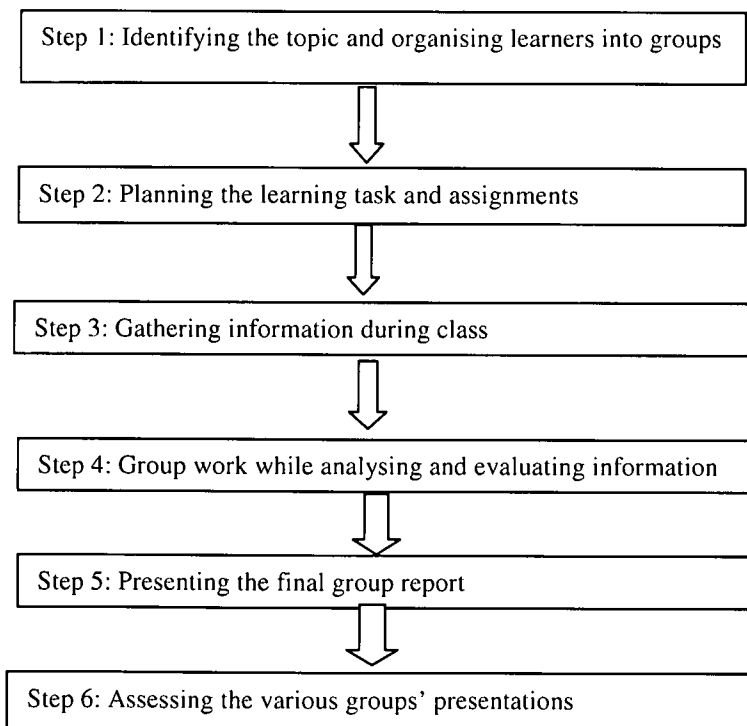 Step 1: Identifying the topic and organising learners into groups
Step 2: Planning the learning task and assignments
Step 3: Gathering information during class
Step 4: Group work while analysing and evaluating information
Step 5: Presenting the final group report
Step 6: Assessing the various groups' presentations